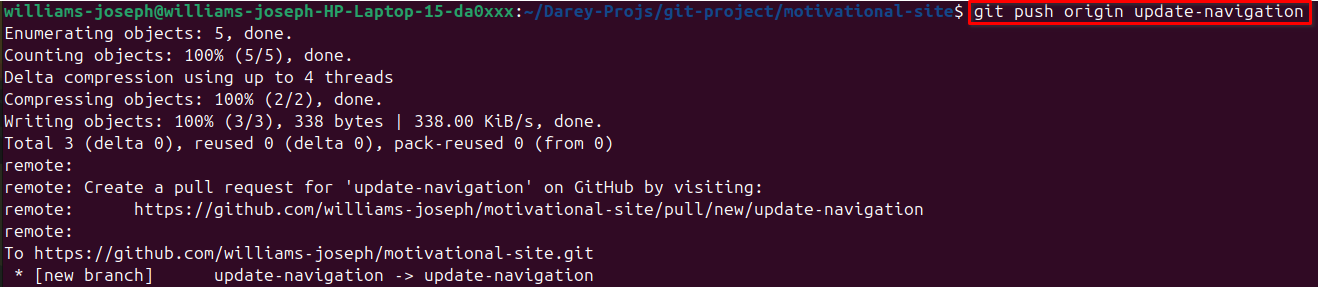 williams-joseph@williams-joseph-HP-Laptop-15-da0xxx:~/Darey-Projs/git-project/motivational-site$ git push origin update-navigation
Enumerating objects: 5, done.
Counting objects: 100% (5/5), done.
Delta compression using up to 4 threads
Compressing objects: 100% (2/2), done.
Writing objects: 100% (3/3), 338 bytes | 338.00 KiB/s, done.
Total 3 (delta 0), reused 0 (delta 0), pack-reused 0 (from 0)
remote:
remote: Create a pull request for 'update-navigation' on GitHub by visiting:
remote:      https://github.com/williams-joseph/motivational-site/pull/new/update-navigation
remote:
To https://github.com/williams-joseph/motivational-site.git
 * [new branch]      update-navigation -> update-navigation